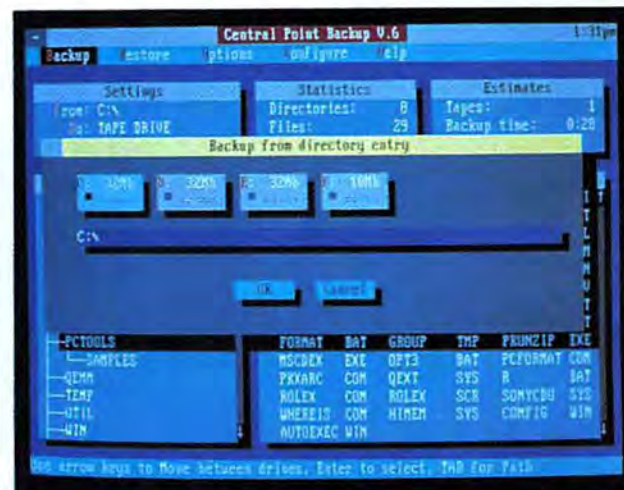 Central Point Backup V.6 1:31pm
Backup Restore Options Configure Help
Settings Statistics Estimates
From: C:\ Directories: 8 Tapes: 1
To: TAPE DRIVE Files: 29 Backup time: 0:28
Backup from directory entry
32Mb 32Mb 10Mb
C:\
OK Cancel
PCTOOLS FORMAT BAT GROUP TMP PKUNZIP EXE
SAMPLES MSCDEX EXE OPT3 BAT PCFORMAT COM
QEMM PKXARC COM QEXT SYS R BAT
TEMP ROLEX COM ROLEX SCR SONYCDU SYS
UTIL WHEREIS COM HIMEM SYS CONFIG WIN
WIN AUTOEXEC WIN
Use arrow keys to Move between drives, Enter to select, TAB for Path